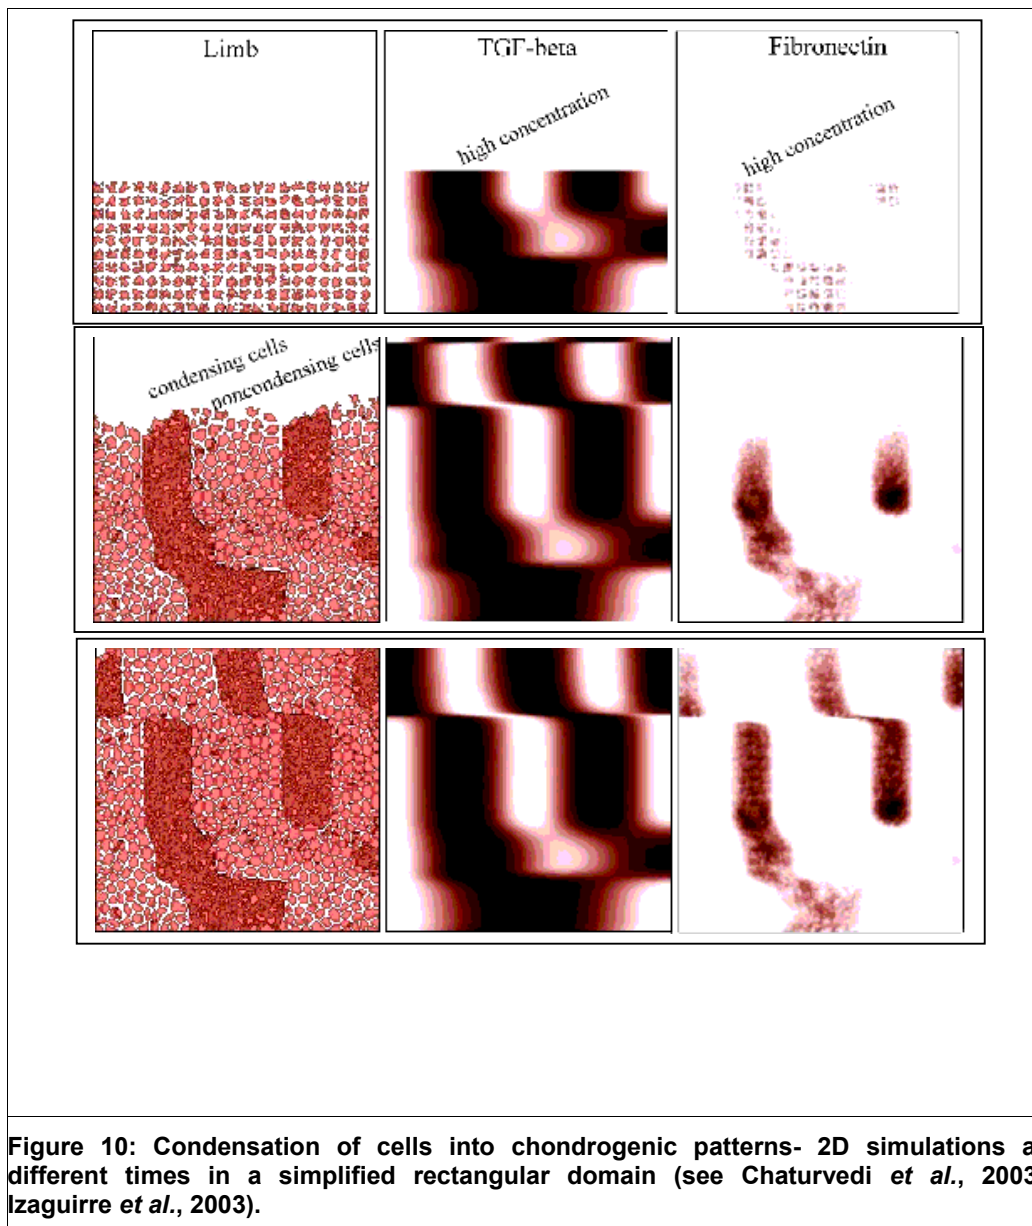 Limb
TGF-beta
Fibronectin
high concentration
high concentration
condensing cells
noncondensing cells
Figure 10: Condensation of cells into chondrogenic patterns- 2D simulations a
different times in a simplified rectangular domain (see Chaturvedi et al., 2003
Izaguirre et al., 2003).